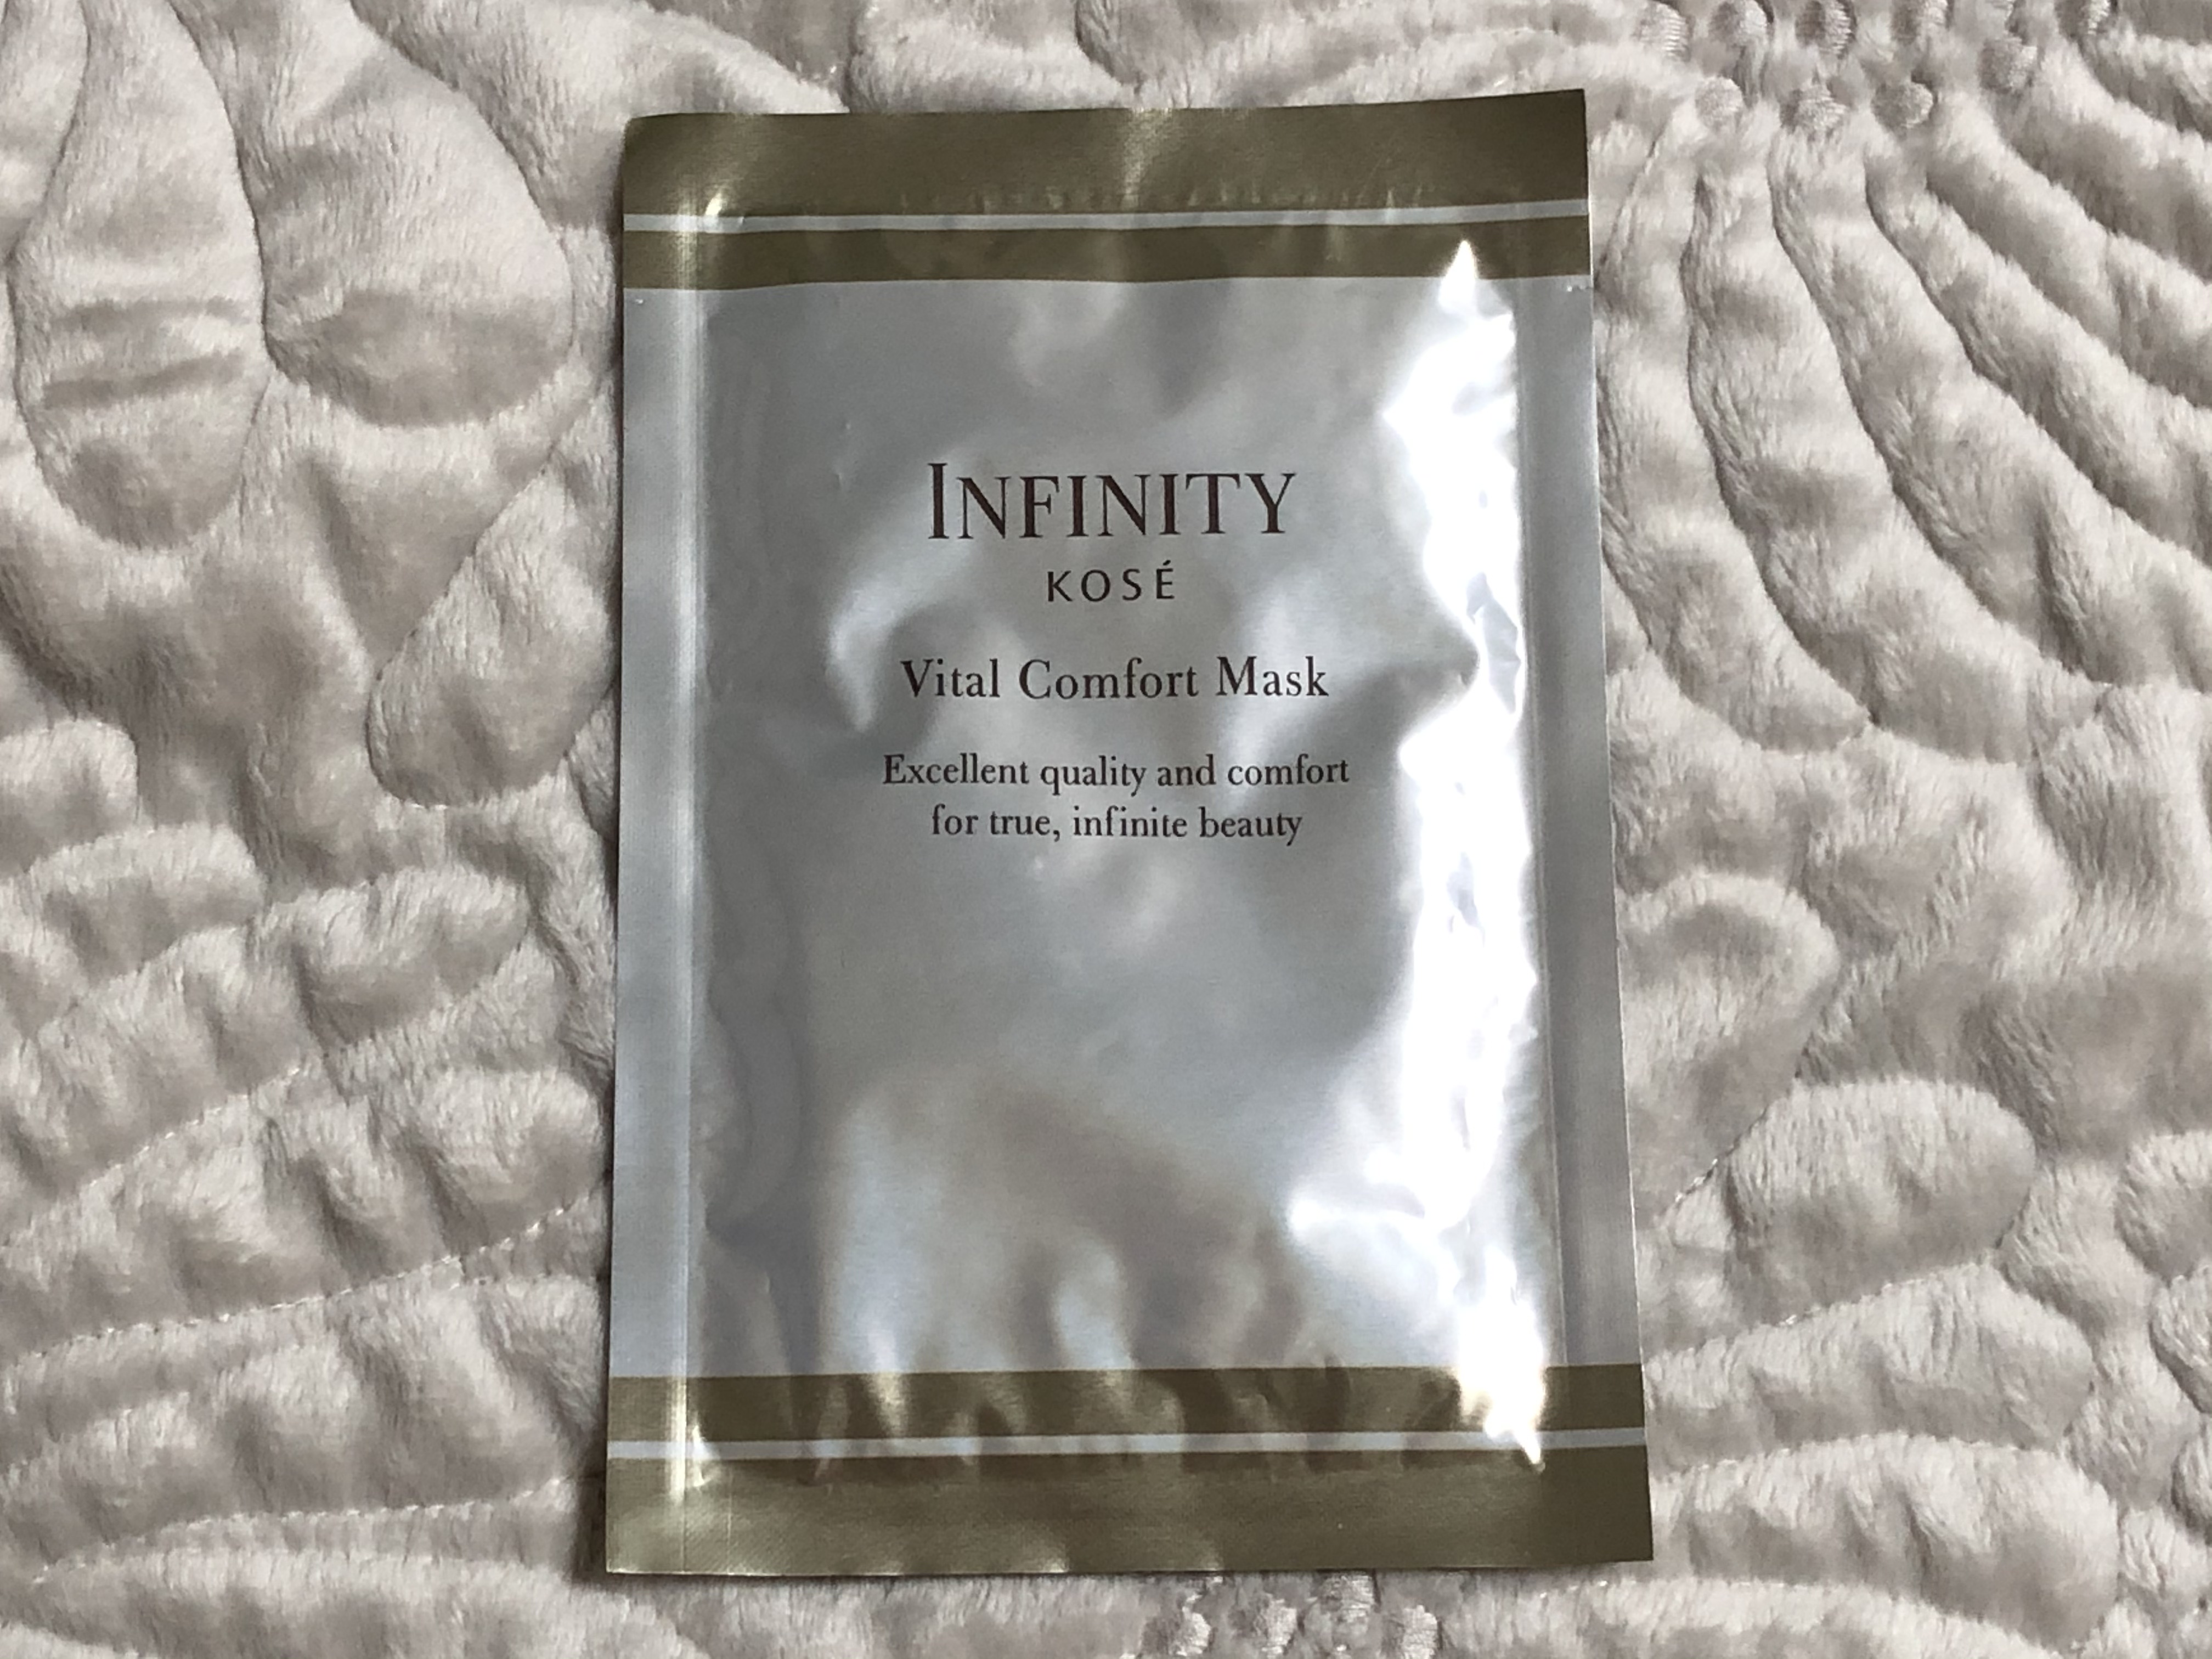 INFINITY
KOSÉ
Vital Comfort Mask
Excellent quality and comfort
for true, infinite beauty